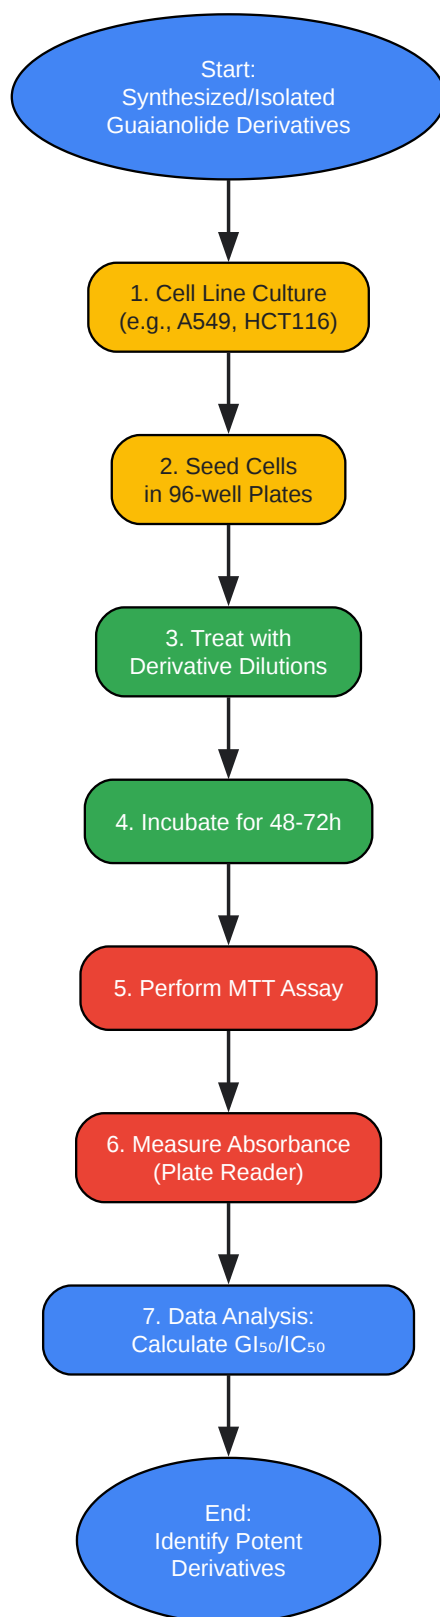 Start:
Synthesized/Isolated
Guaianolide Derivatives
1. Cell Line Culture
(e.g., A549, HCT116)
2. Seed Cells
in 96-well Plates
3. Treat with
Derivative Dilutions
4. Incubate for 48-72h
5. Perform MTT Assay
6. Measure Absorbance
(Plate Reader)
7. Data Analysis:
Calculate GI₅₀/IC₅₀
End:
Identify Potent
Derivatives